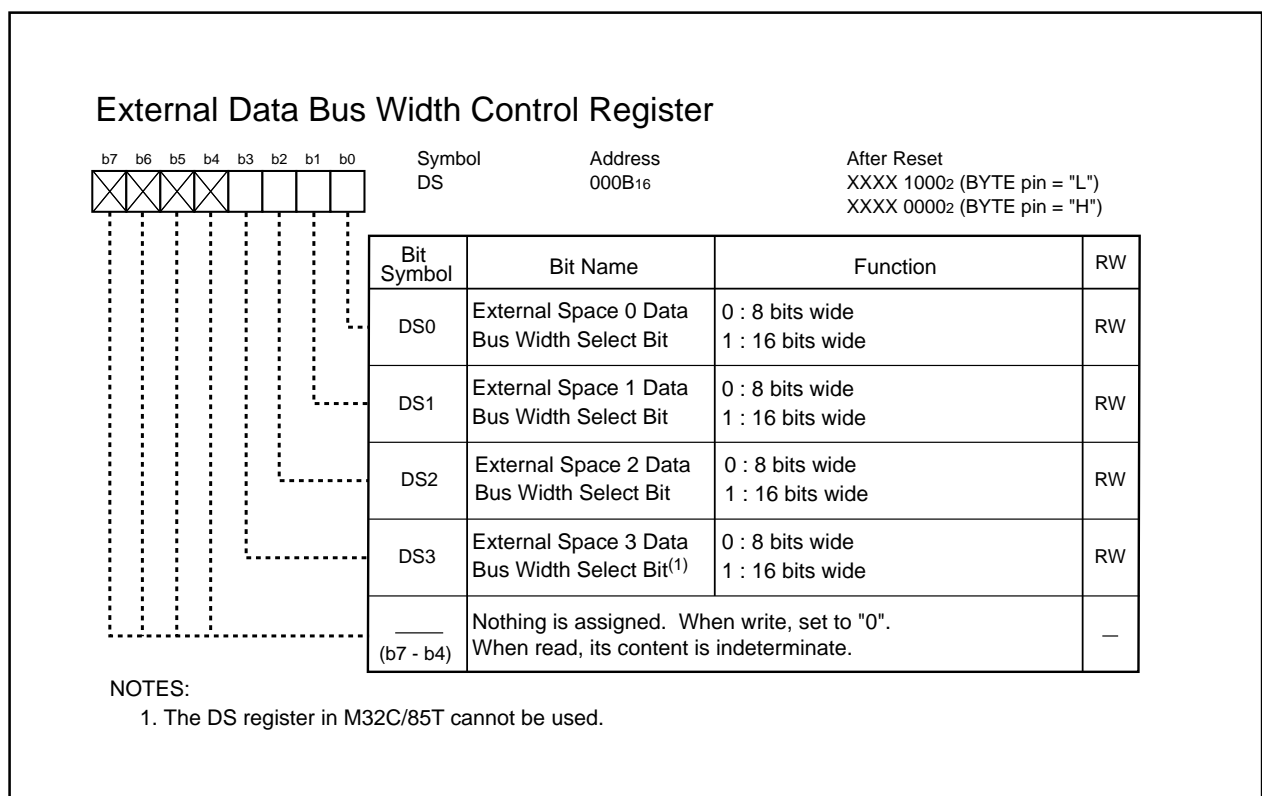 External Data Bus Width Control Register
b7 b6 b5 b4 b3 b2 b1 b0
Symbol Address After Reset
DS 000B16 XXXX 10002 (BYTE pin = "L")
XXXX 00002 (BYTE pin = "H")
Bit Symbol Bit Name Function RW
DS0 External Space 0 Data 0 : 8 bits wide RW
Bus Width Select Bit 1 : 16 bits wide
DS1 External Space 1 Data 0 : 8 bits wide RW
Bus Width Select Bit 1 : 16 bits wide
DS2 External Space 2 Data 0 : 8 bits wide RW
Bus Width Select Bit 1 : 16 bits wide
DS3 External Space 3 Data 0 : 8 bits wide RW
Bus Width Select Bit(1) 1 : 16 bits wide
Nothing is assigned. When write, set to "0". —
(b7 - b4) When read, its content is indeterminate.
NOTES:
1. The DS register in M32C/85T cannot be used.